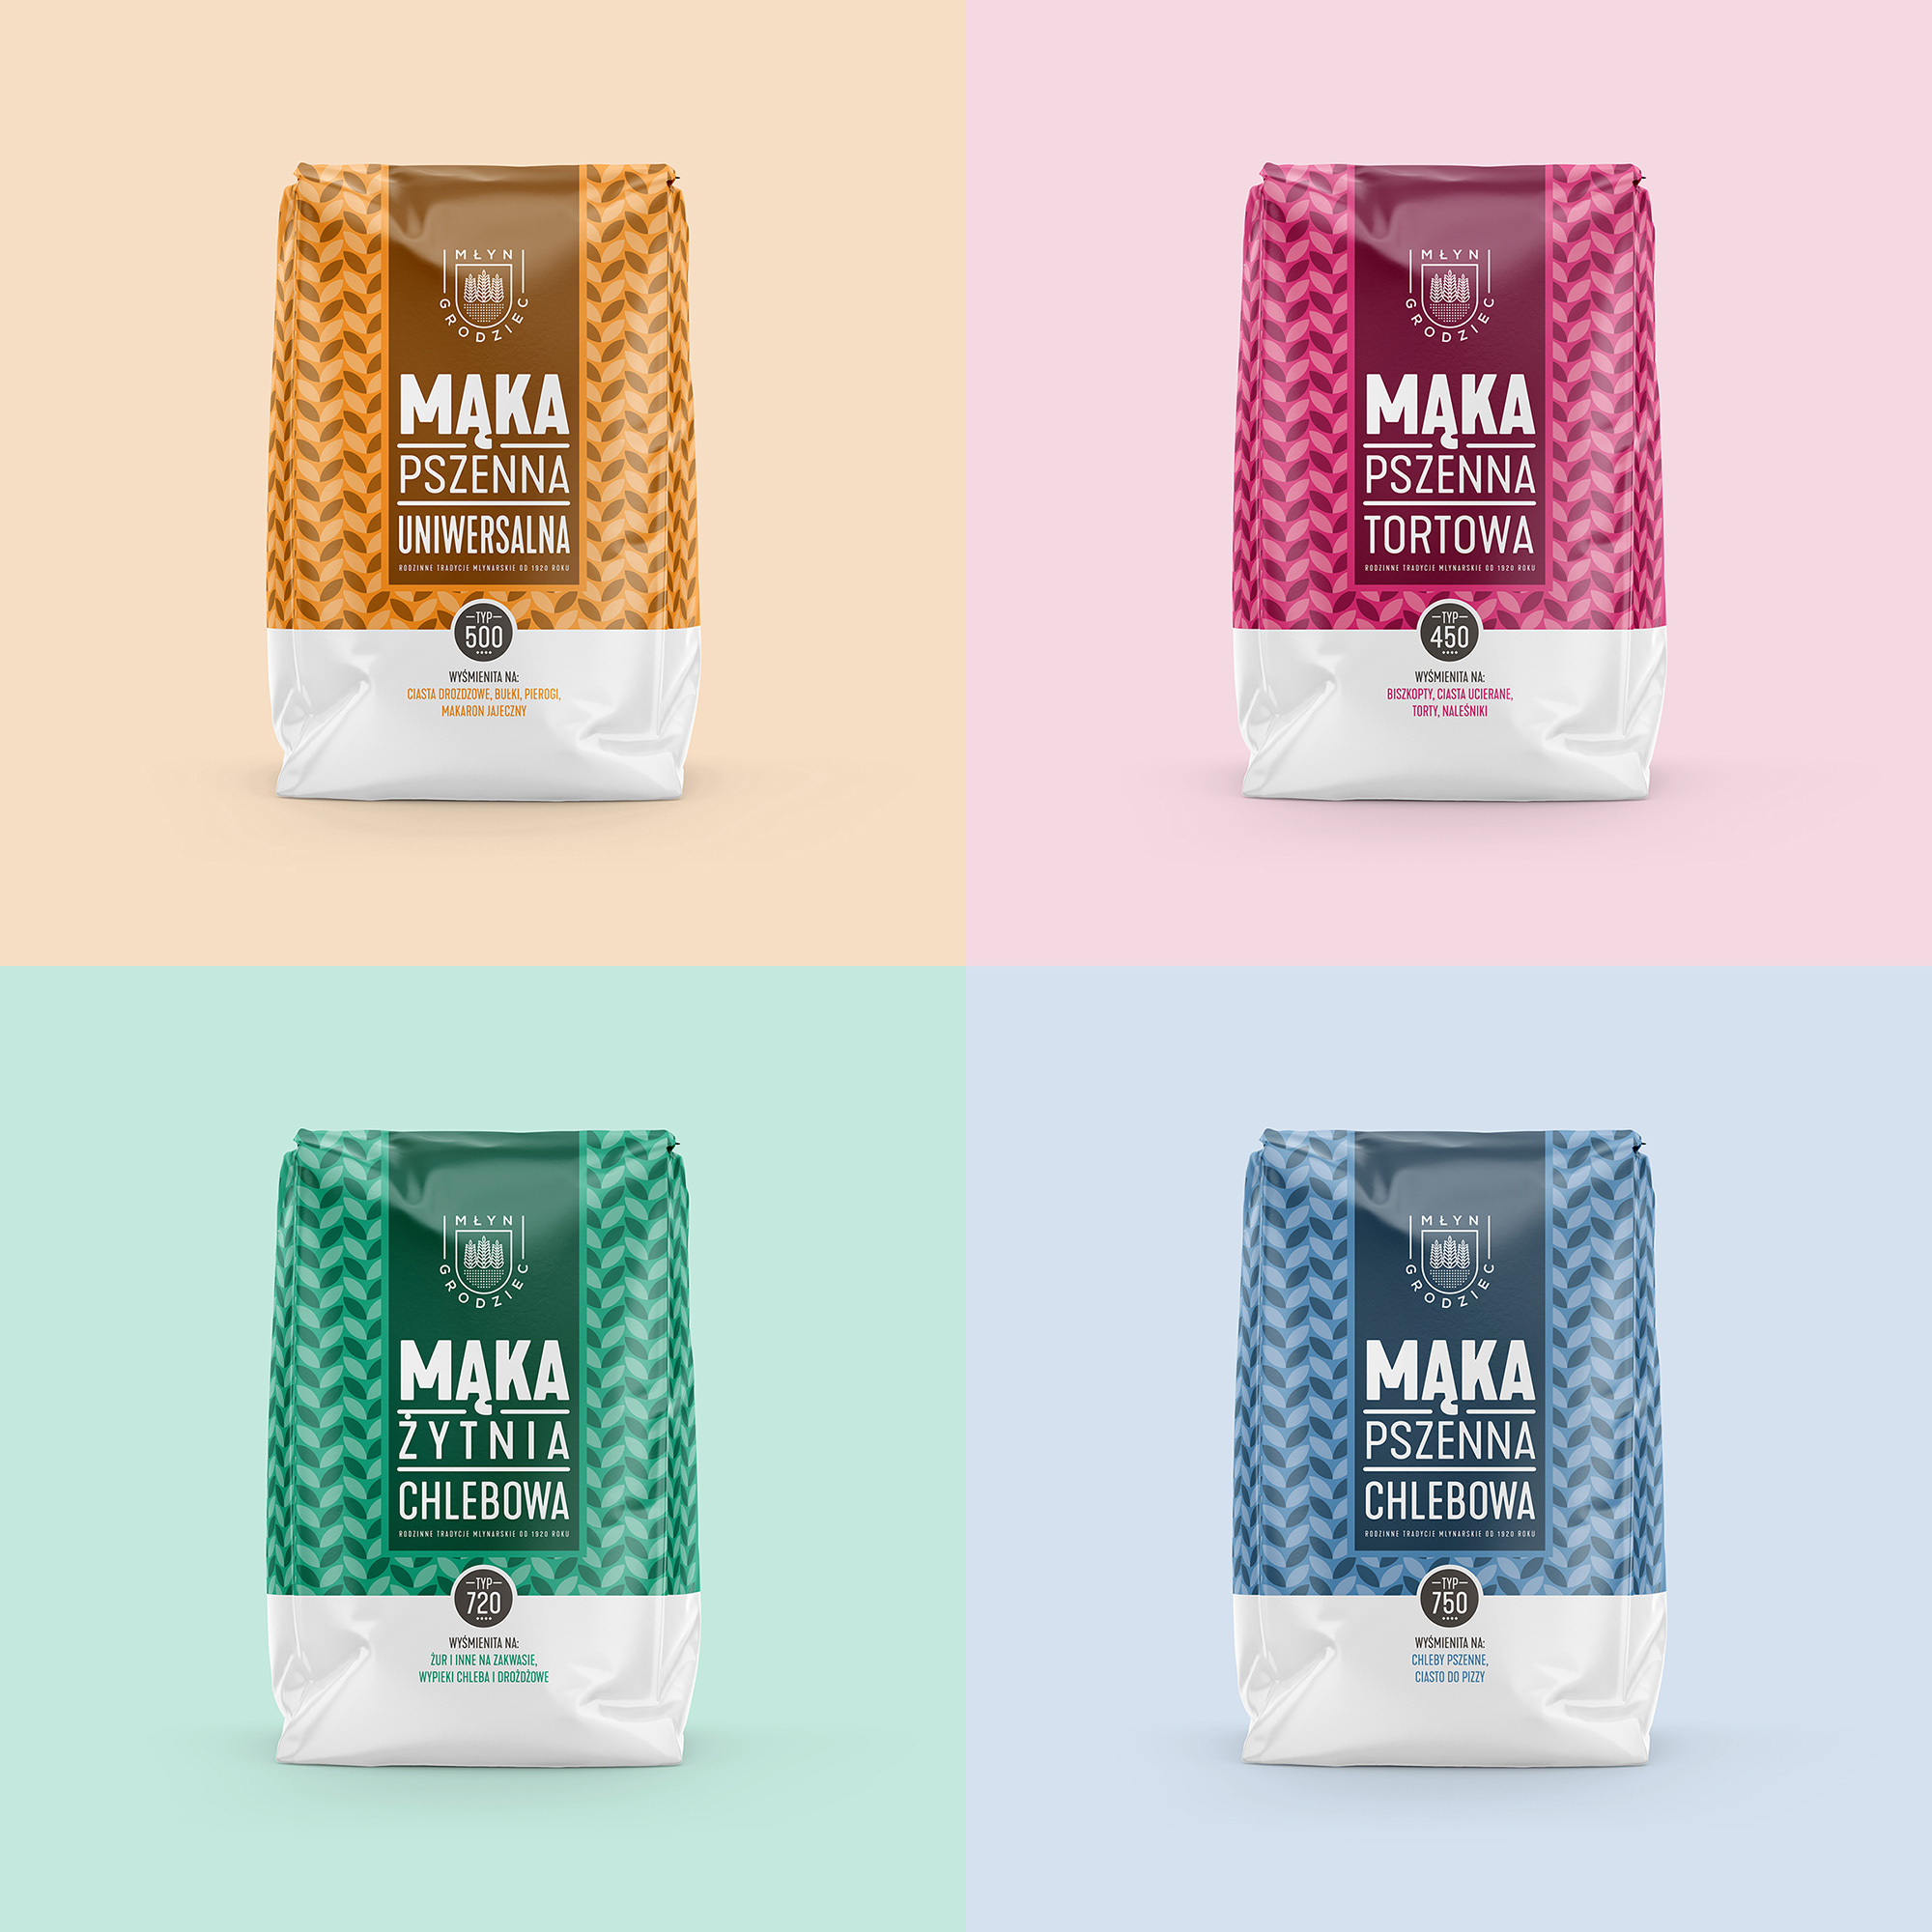 MŁYN
GRODZIEC
MĄKA
PSZENNA
UNIWERSALNA
RODZINNE TRADYCJE MŁYNARSKIE OD 1920 ROKU
TYP
500
WYŚMIENITA NA:
CIASTA DROŻDŻOWE, BUŁKI, PIEROGI,
MAKARON JAJECZNY
MŁYN
GRODZIEC
MĄKA
PSZENNA
TORTOWA
RODZINNE TRADYCJE MŁYNARSKIE OD 1920 ROKU
TYP
450
WYŚMIENITA NA:
BISZKOPTY, CIASTA UCIERANE,
TORTY, NALEŚNIKI
MŁYN
GRODZIEC
MĄKA
ŻYTNIA
CHLEBOWA
RODZINNE TRADYCJE MŁYNARSKIE OD 1920 ROKU
TYP
720
WYŚMIENITA NA:
ŻUR I INNE NA ZAKWASIE,
WYPIEKI CHLEBA I DROŻDŻOWE
MŁYN
GRODZIEC
MĄKA
PSZENNA
CHLEBOWA
RODZINNE TRADYCJE MŁYNARSKIE OD 1920 ROKU
TYP
750
WYŚMIENITA NA:
CHLEBY PSZENNE,
CIASTO DO PIZZY